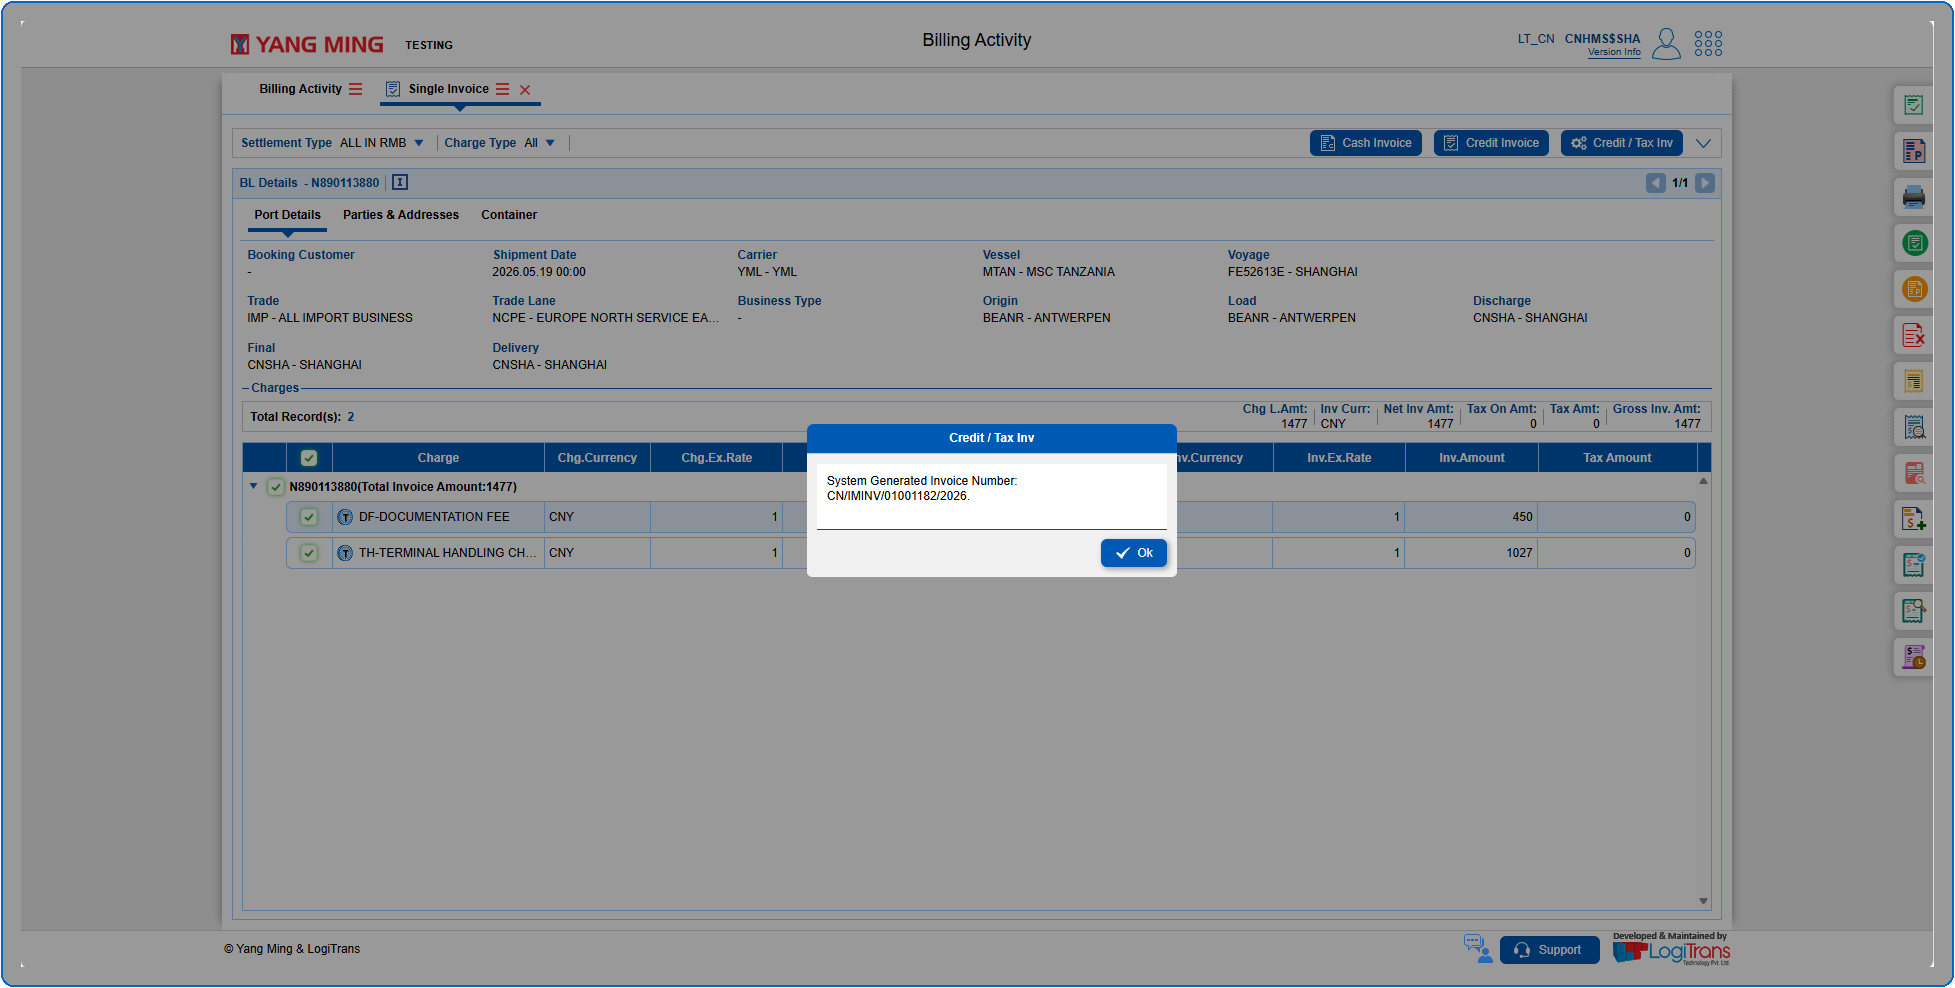 YANG MING TESTING
Billing Activity
LT_CN CNHMS$SHA
Version Info
Billing Activity
Single Invoice
Settlement Type ALL IN RMB
Charge Type All
Cash Invoice
Credit Invoice
Credit / Tax Inv
BL Details - N890113880
1/1
Port Details Parties & Addresses Container
Booking Customer Shipment Date Carrier Vessel Voyage
- 2026.05.19 00:00 YML - YML MTAN - MSC TANZANIA FE52613E - SHANGHAI
Trade Trade Lane Business Type Origin Load Discharge
IMP - ALL IMPORT BUSINESS NCPE - EUROPE NORTH SERVICE EA... - BEANR - ANTWERPEN BEANR - ANTWERPEN CNSHA - SHANGHAI
Final Delivery
CNSHA - SHANGHAI CNSHA - SHANGHAI
Charges
Total Record(s): 2
Chg L.Amt: Inv Curr: Net Inv Amt: Tax On Amt: Tax Amt: Gross Inv. Amt:
1477 CNY 1477 0 0 1477
Charge Chg.Currency Chg.Ex.Rate nv.Currency Inv.Ex.Rate Inv.Amount Tax Amount
N890113880(Total Invoice Amount:1477)
T DF-DOCUMENTATION FEE CNY 1 1 450 0
T TH-TERMINAL HANDLING CH... CNY 1 1 1027 0
Credit / Tax Inv
System Generated Invoice Number:
CN/IMINV/01001182/2026.
Ok
© Yang Ming & LogiTrans
Support
Developed & Maintained by
LogiTrans
Technology Pvt. Ltd.